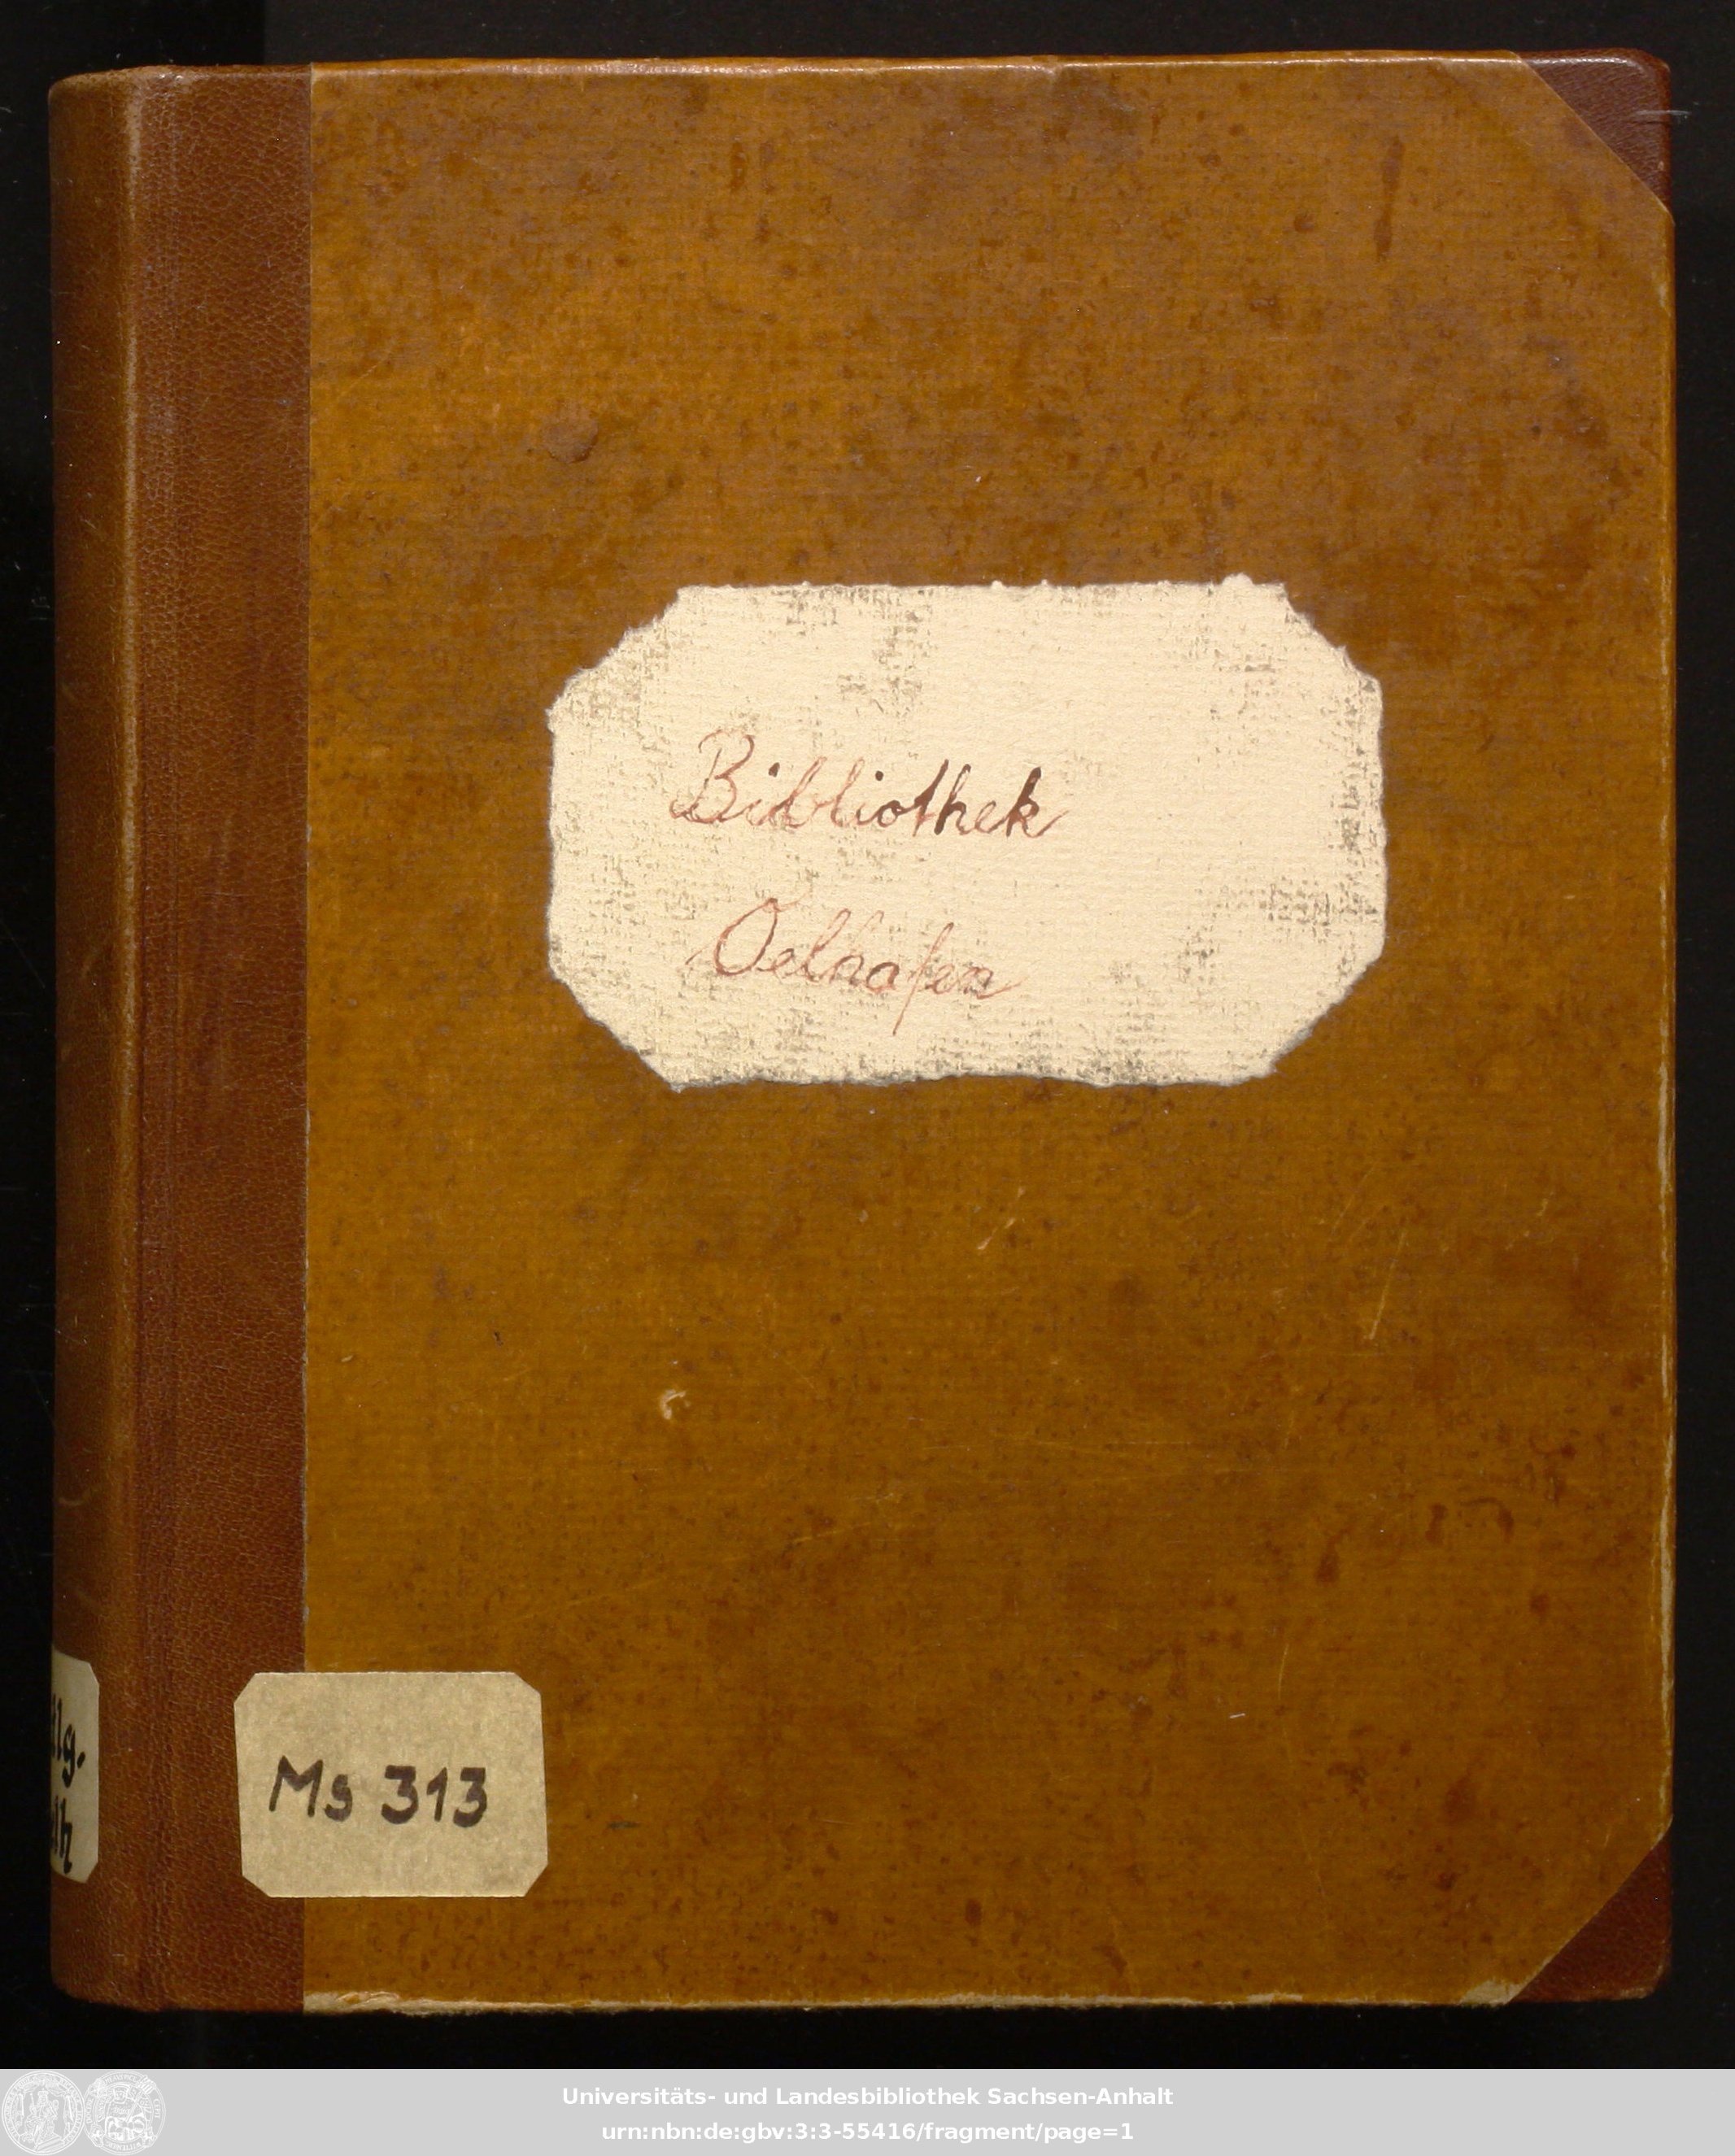 Bibliothek
Oelhafen
Ms 313
Universitäts- und Landesbibliothek Sachsen-Anhalt
urn:nbn:de:gbv:3:3-55416/fragment/page=1